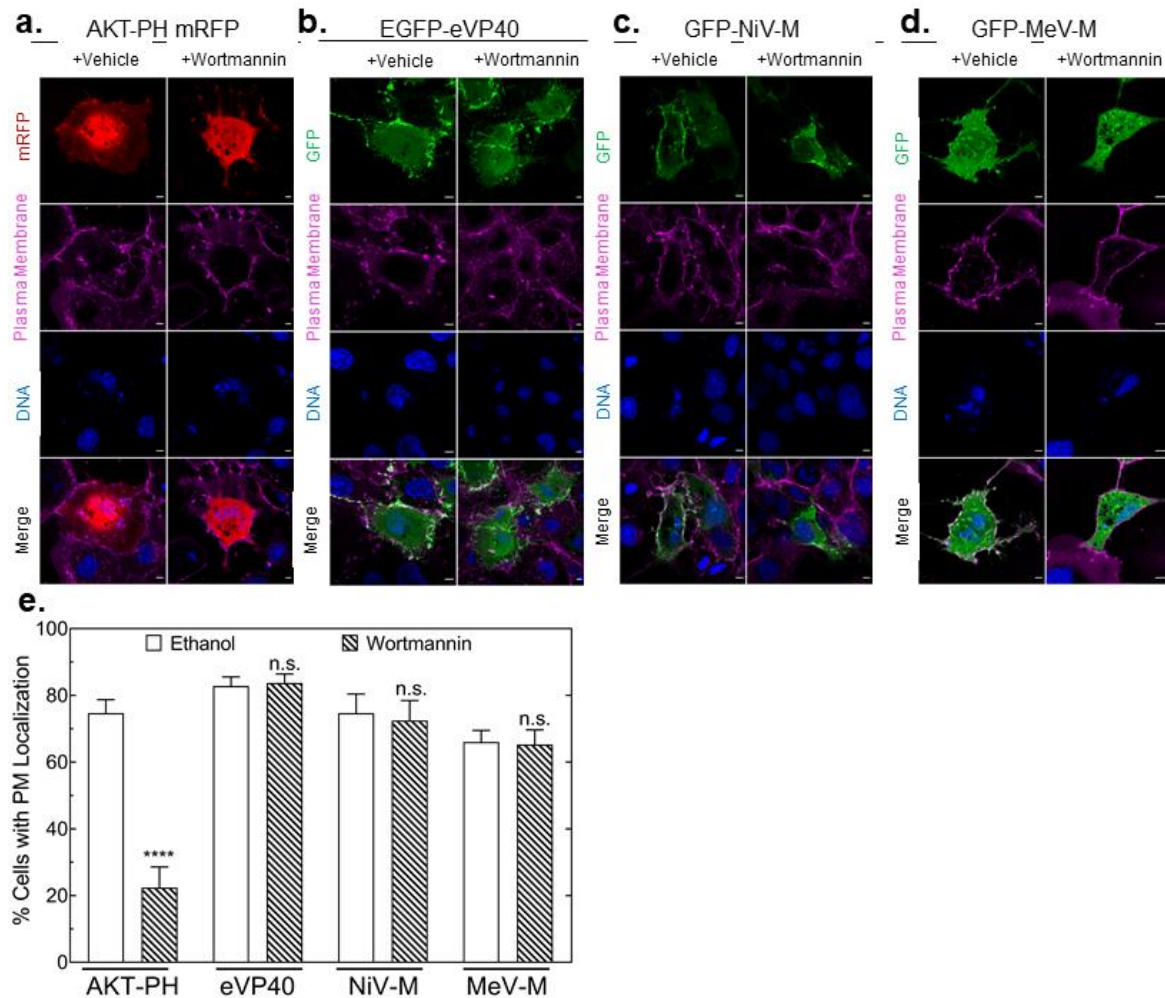 a. AKT-PH mRFP
+Vehicle +Wortmannin
mRFP
Plasma Membrane
DNA
Merge
b. EGFP-eVP40
+Vehicle +Wortmannin
GFP
Plasma Membrane
DNA
Merge
c. GFP-NiV-M
+Vehicle +Wortmannin
GFP
Plasma Membrane
DNA
Merge
d. GFP-MeV-M
+Vehicle +Wortmannin
GFP
Plasma Membrane
DNA
Merge
e.
% Cells with PM Localization
100
80
60
40
20
0
Ethanol Wortmannin
****
n.s.
n.s.
n.s.
AKT-PH eVP40 NiV-M MeV-M